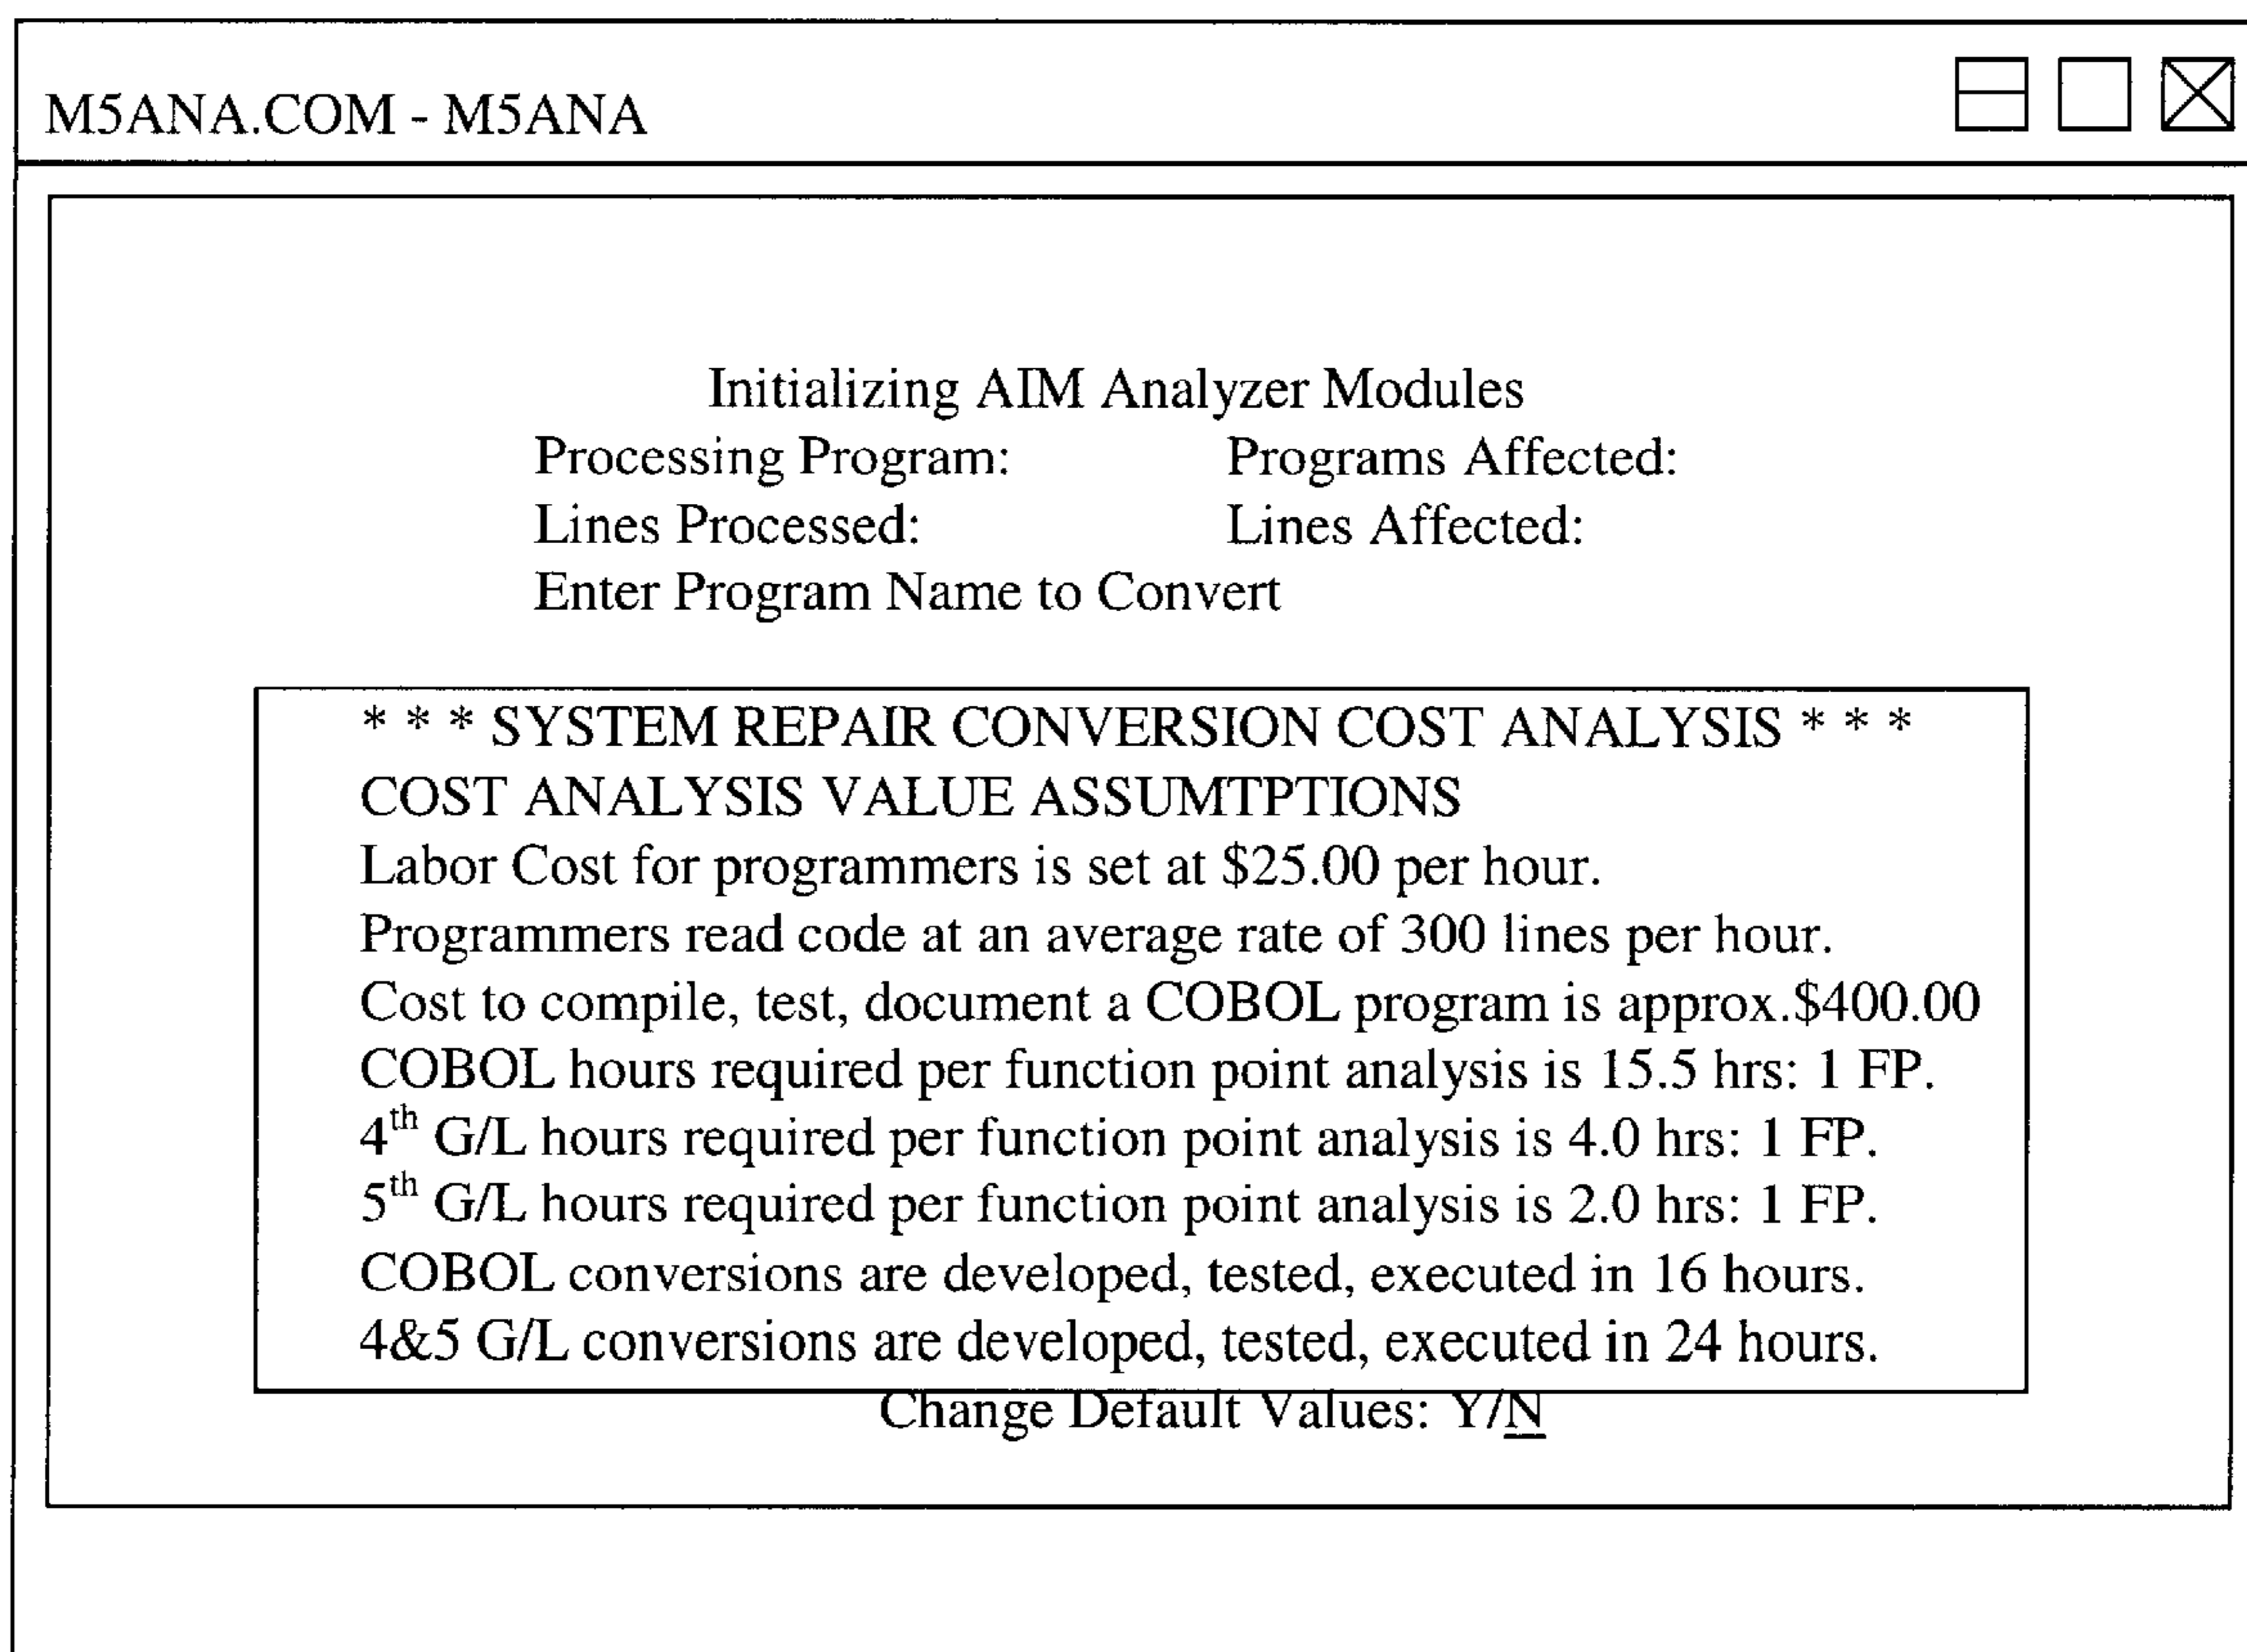 M5ANA.COM - M5ANA
Initializing AIM Analyzer Modules
Processing Program: Programs Affected:
Lines Processed: Lines Affected:
Enter Program Name to Convert
* * * SYSTEM REPAIR CONVERSION COST ANALYSIS * * *
COST ANALYSIS VALUE ASSUMTPTIONS
Labor Cost for programmers is set at $25.00 per hour.
Programmers read code at an average rate of 300 lines per hour.
Cost to compile, test, document a COBOL program is approx.$400.00
COBOL hours required per function point analysis is 15.5 hrs: 1 FP.
4th G/L hours required per function point analysis is 4.0 hrs: 1 FP.
5th G/L hours required per function point analysis is 2.0 hrs: 1 FP.
COBOL conversions are developed, tested, executed in 16 hours.
4&5 G/L conversions are developed, tested, executed in 24 hours.
Change Default Values: Y/N